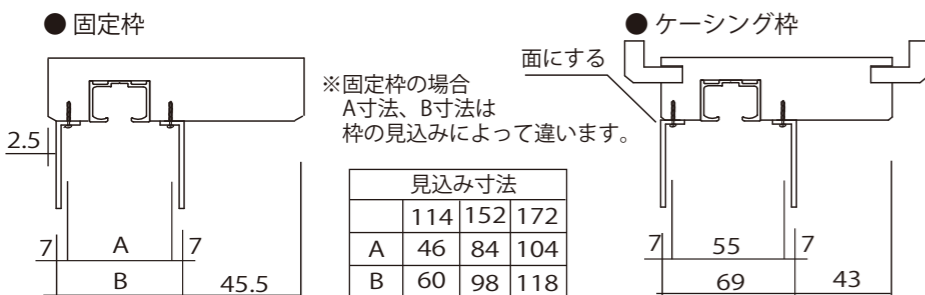 ● 固定枠
2.5
7
A
7
B
45.5
※固定枠の場合
A寸法、B寸法は
枠の見込みによって違います。
見込み寸法
114 152 172
A 46 84 104
B 60 98 118
● ケーシング枠
面にする
7
55
7
69
43